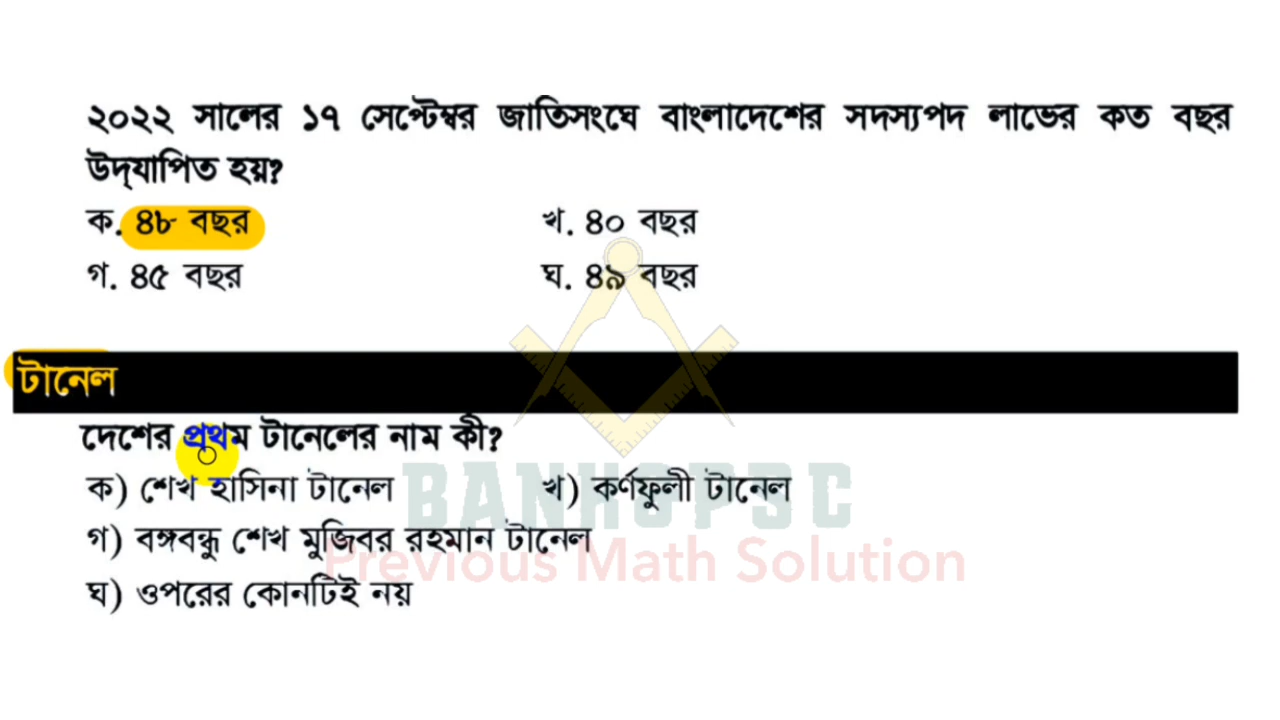 ২০২২ সালের ১৭ সেপ্টেম্বর জাতিসংঘে বাংলাদেশের সদস্যপদ লাভের কত বছর
উদ্‌যাপিত হয়?
ক. ৪৮ বছর খ. ৪০ বছর
গ. ৪৫ বছর ঘ. ৪৯ বছর
টানেল
দেশের প্রথম টানেলের নাম কী?
ক) শেখ হাসিনা টানেল খ) কর্ণফুলী টানেল
BANHCPSC
গ) বঙ্গবন্ধু শেখ মুজিবর রহমান টানেল
Previous Math Solution
ঘ) ওপরের কোনটিই নয়